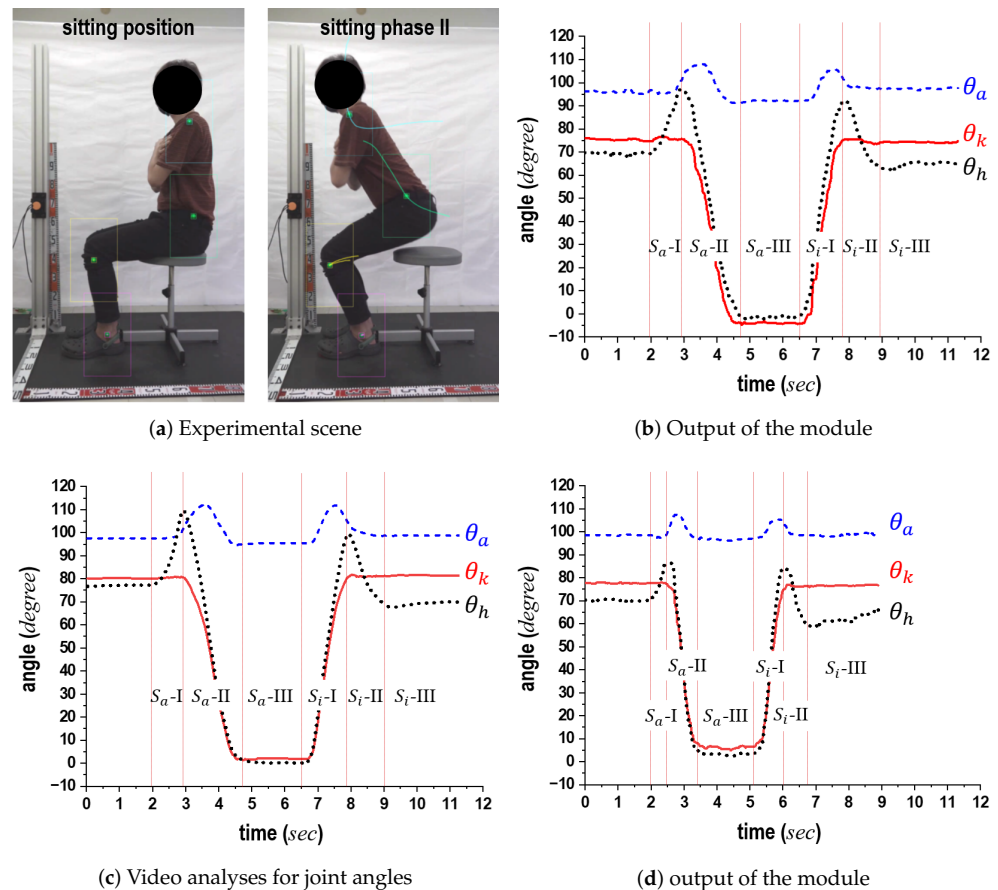 sitting position
sitting phase II
(a) Experimental scene
120
110
100
90
80
70
60
50
40
30
20
10
0
−10
angle (degree)
θa
θk
θh
Sa-I
Sa-II
Sa-III
Si-I
Si-II
Si-III
0 1 2 3 4 5 6 7 8 9 10 11 12
time (sec)
(b) Output of the module
120
110
100
90
80
70
60
50
40
30
20
10
0
−10
angle (degree)
θa
θk
θh
Sa-I
Sa-II
Sa-III
Si-I
Si-II
Si-III
0 1 2 3 4 5 6 7 8 9 10 11 12
time (sec)
(c) Video analyses for joint angles
120
110
100
90
80
70
60
50
40
30
20
10
0
−10
angle (degree)
θa
θk
θh
Sa-II
Si-I
Si-III
Sa-I
Sa-III
Si-II
0 1 2 3 4 5 6 7 8 9 10 11 12
time (sec)
(d) output of the module